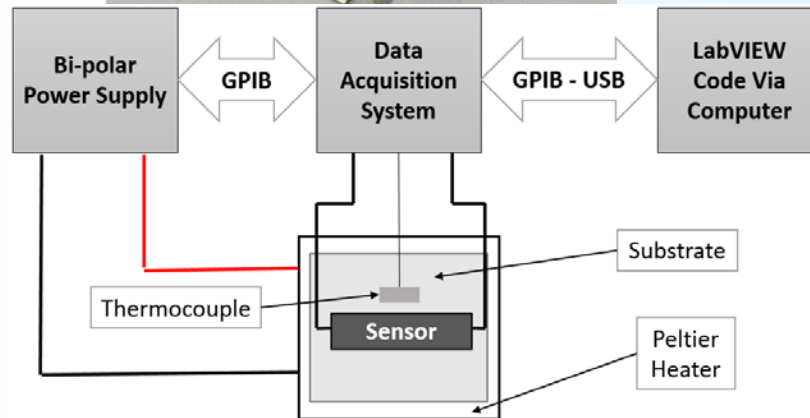 Bi-polar
Power Supply
GPIB
Data
Acquisition
System
GPIB - USB
LabVIEW
Code Via
Computer
Substrate
Thermocouple
Sensor
Peltier
Heater